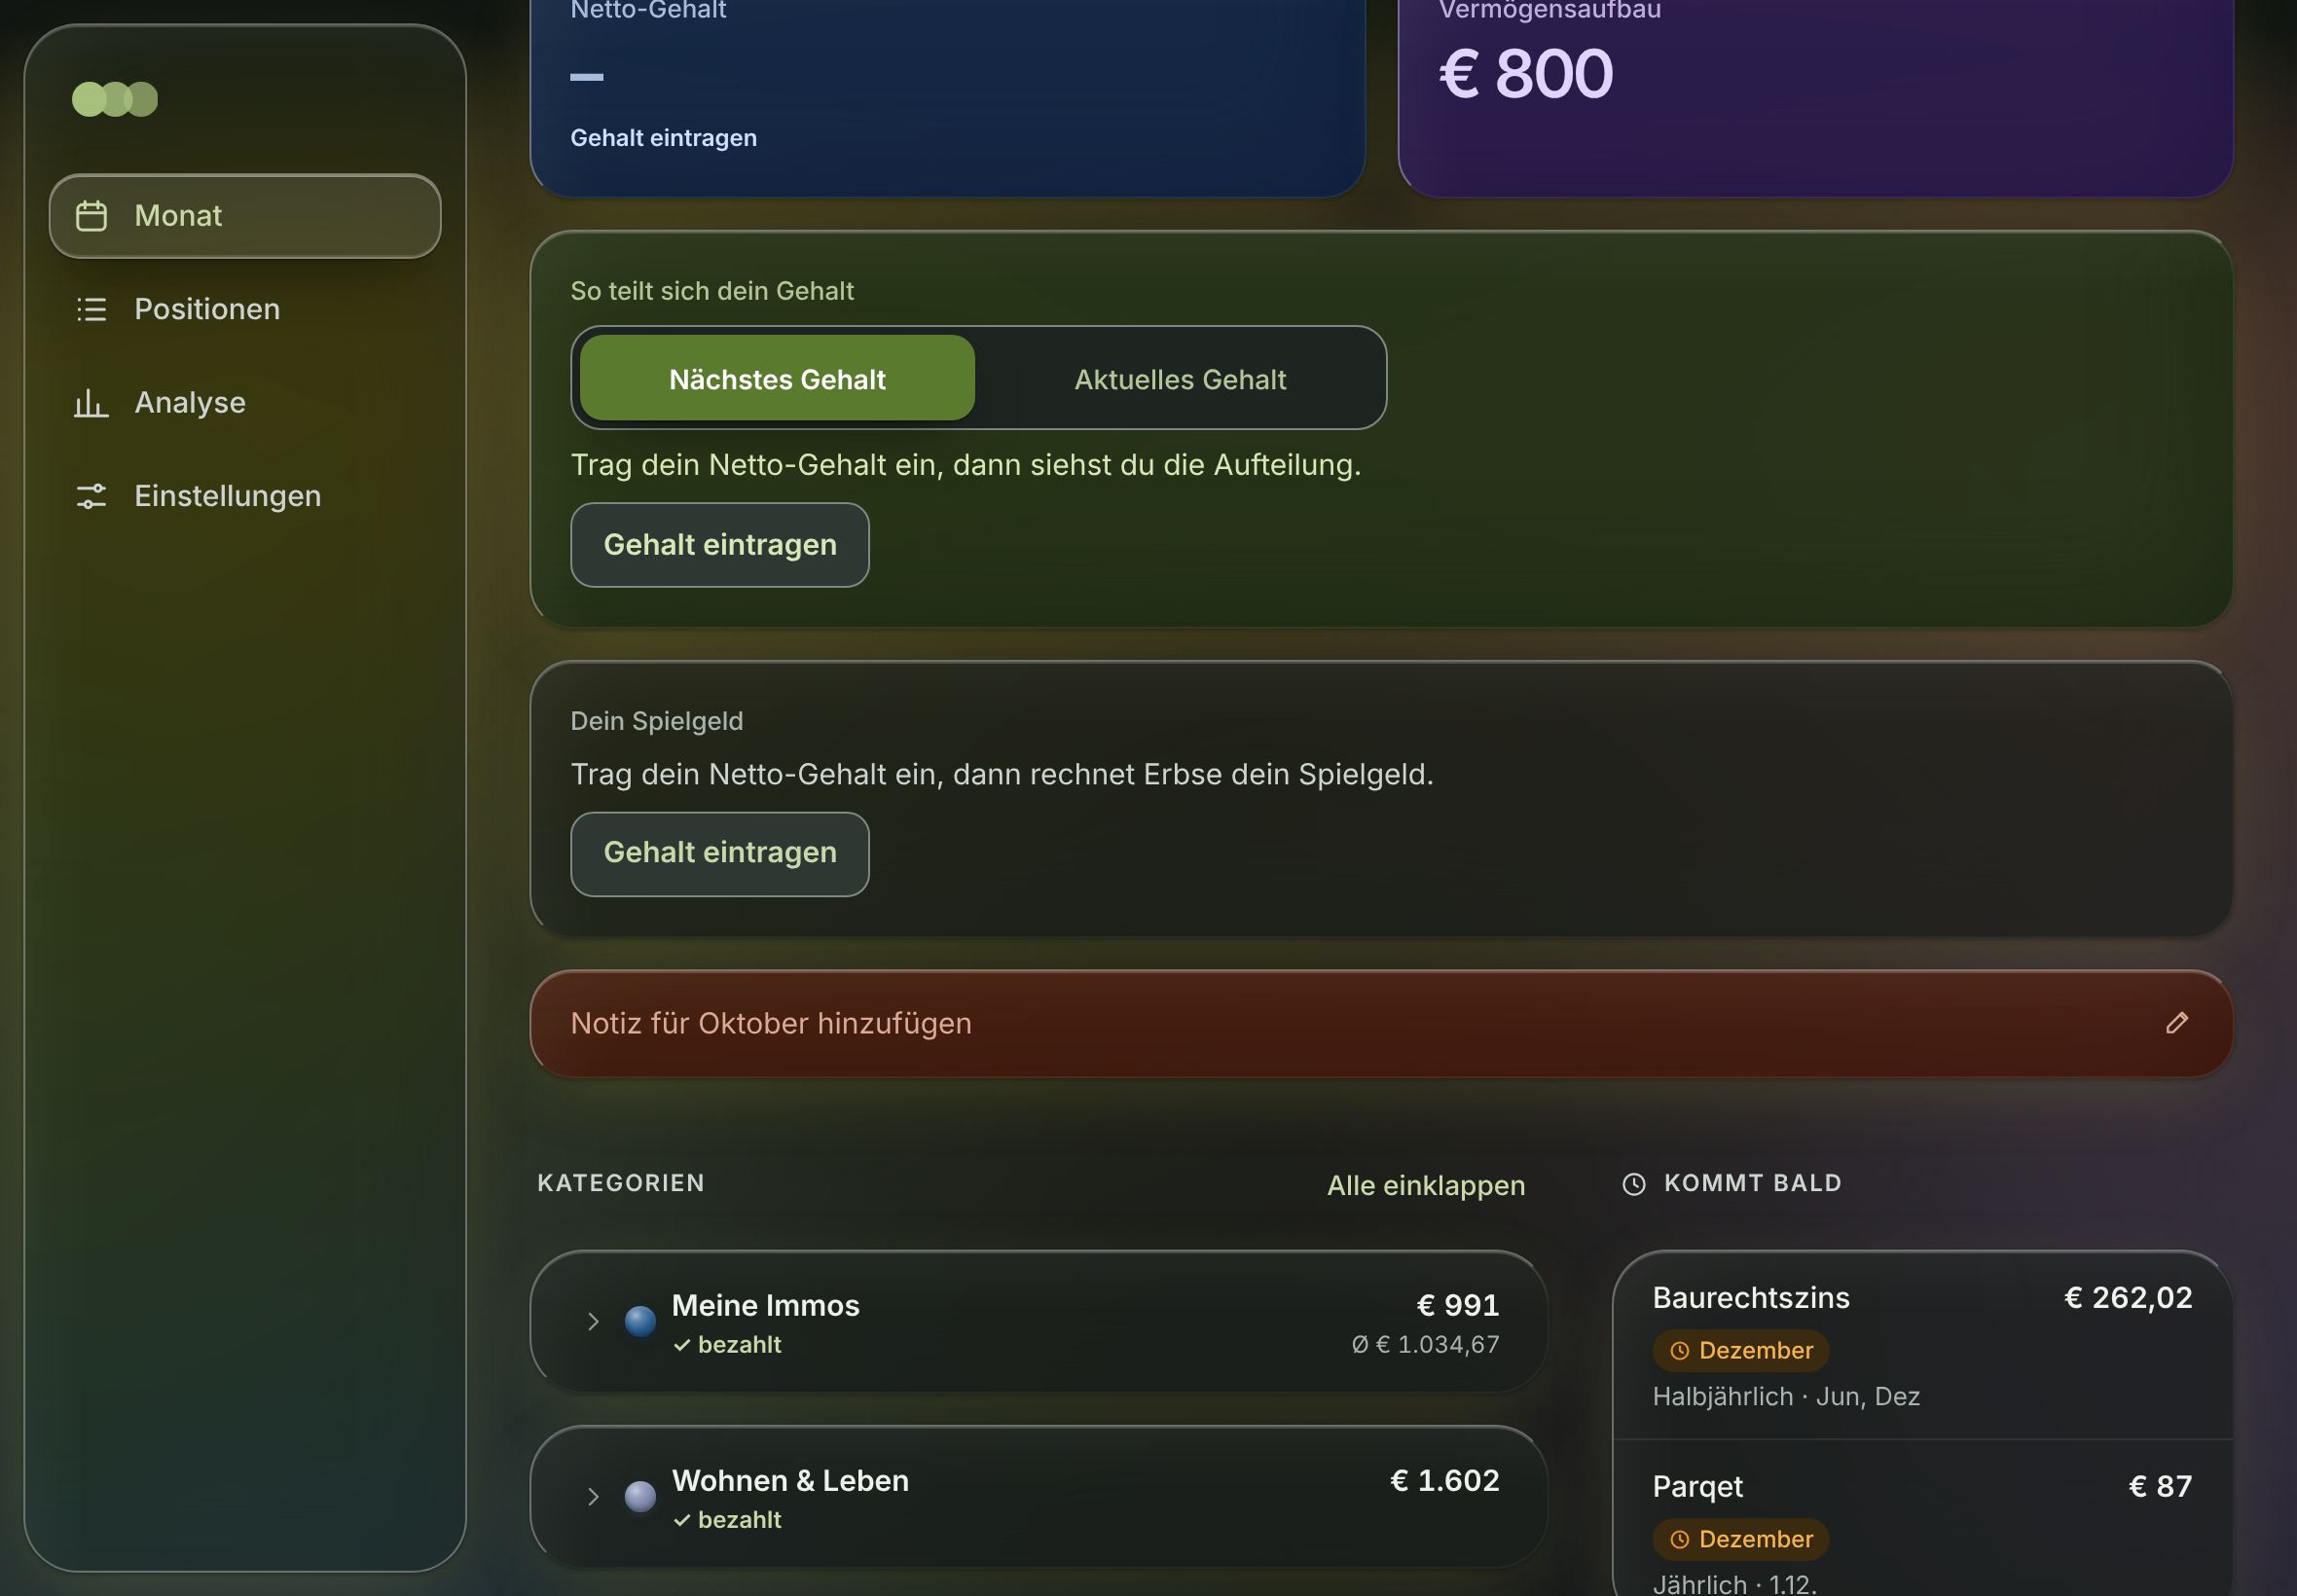 Netto-Gehalt
–
Gehalt eintragen
Vermögensaufbau
€ 800
Monat
Positionen
Analyse
Einstellungen
So teilt sich dein Gehalt
Nächstes Gehalt
Aktuelles Gehalt
Trag dein Netto-Gehalt ein, dann siehst du die Aufteilung.
Gehalt eintragen
Dein Spielgeld
Trag dein Netto-Gehalt ein, dann rechnet Erbse dein Spielgeld.
Gehalt eintragen
Notiz für Oktober hinzufügen
KATEGORIEN
Alle einklappen
Meine Immos
€ 991
✓ bezahlt
Ø € 1.034,67
Wohnen & Leben
€ 1.602
✓ bezahlt
KOMMT BALD
Baurechtszins
€ 262,02
Dezember
Halbjährlich · Jun, Dez
Parqet
€ 87
Dezember
Jährlich · 1.12.